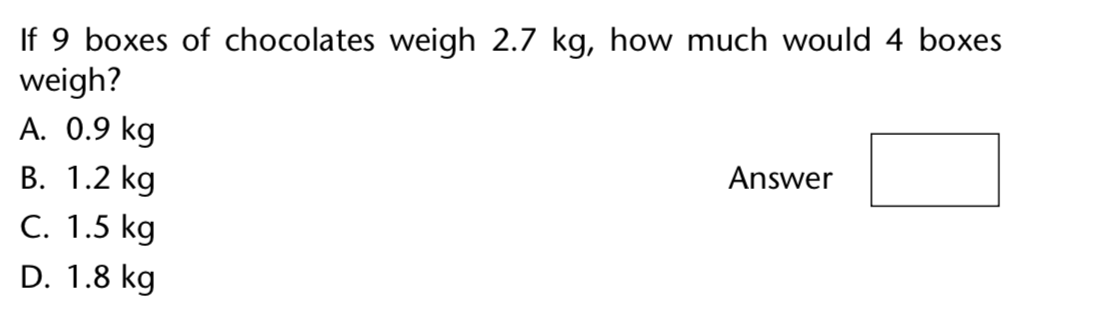 If 9 boxes of chocolates weigh 2.7 kg, how much would 4 boxes
weigh?
A. 0.9 kg
B. 1.2 kg
Answer
C. 1.5 kg
D. 1.8 kg